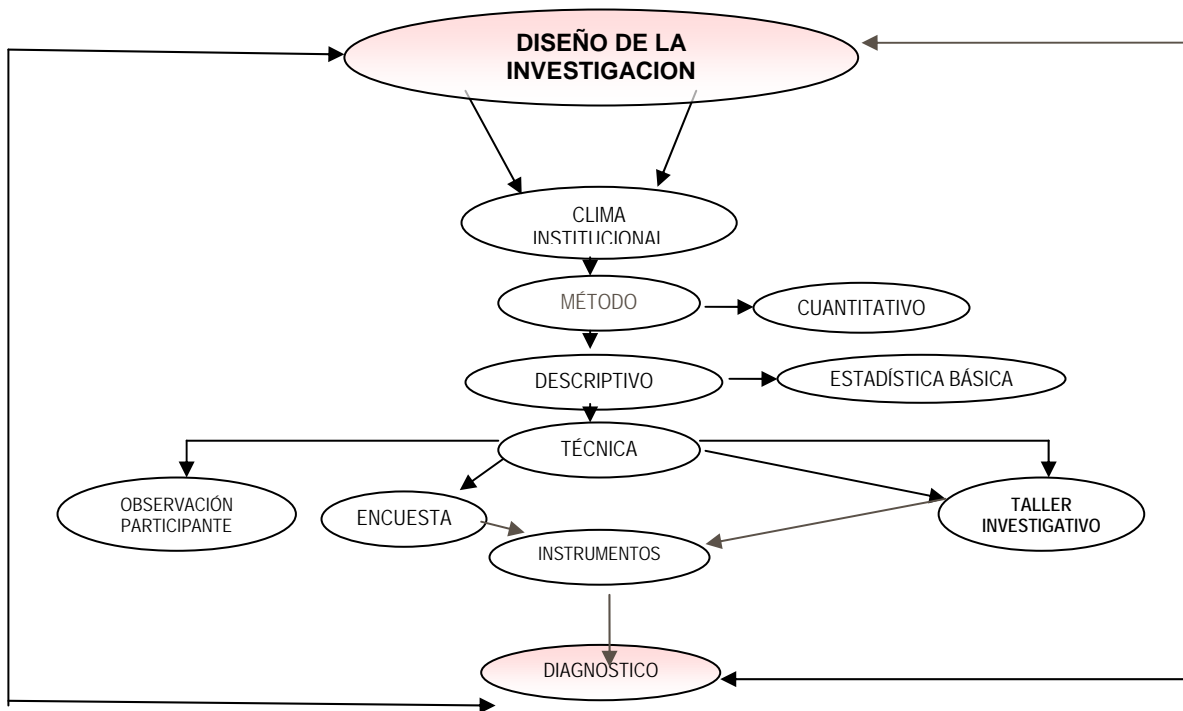 DISEÑO DE LA
INVESTIGACION
CLIMA
INSTITUCIONAL
MÉTODO
CUANTITATIVO
DESCRIPTIVO
ESTADÍSTICA BÁSICA
TÉCNICA
OBSERVACIÓN
PARTICIPANTE
ENCUESTA
TALLER
INVESTIGATIVO
INSTRUMENTOS
DIAGNOSTICO